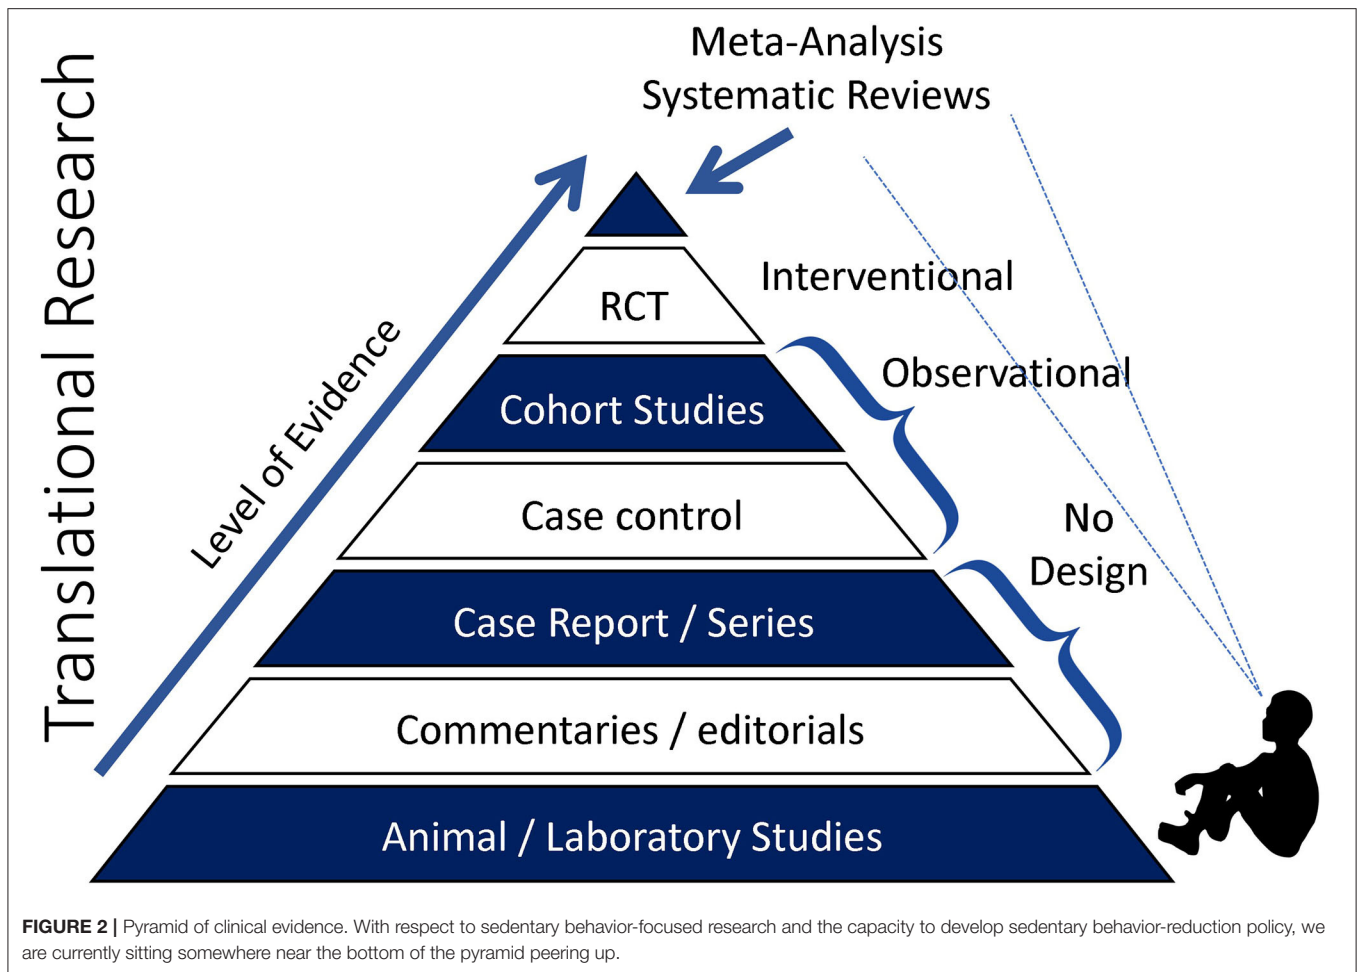 Translational Research
Meta-Analysis
Systematic Reviews
Level of Evidence
Interventional
RCT
Observational
Cohort Studies
Case control
No
Design
Case Report / Series
Commentaries / editorials
Animal / Laboratory Studies
FIGURE 2 | Pyramid of clinical evidence. With respect to sedentary behavior-focused research and the capacity to develop sedentary behavior-reduction policy, we
are currently sitting somewhere near the bottom of the pyramid peering up.